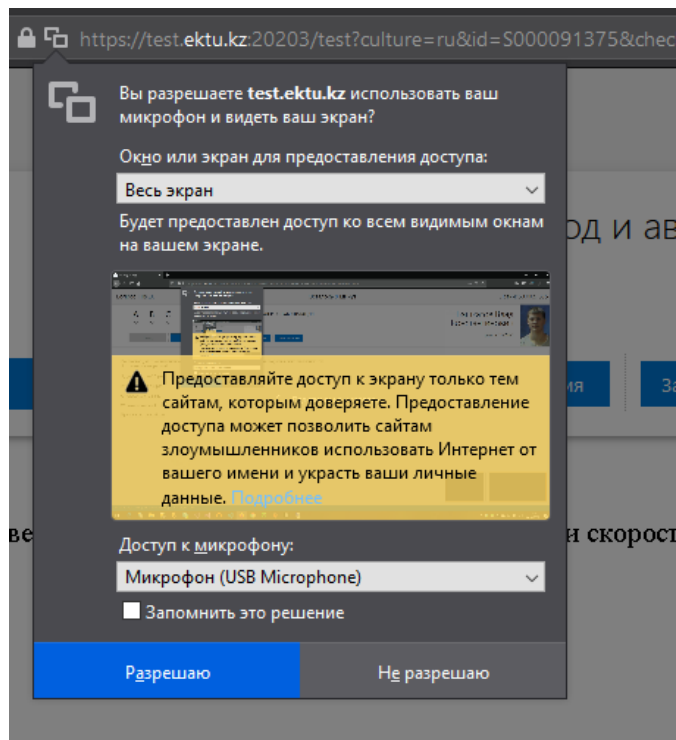 https://test.ektu.kz:20203/test?culture=ru&id=S000091375&chec
Вы разрешаете test.ektu.kz использовать ваш
микрофон и видеть ваш экран?
Окно или экран для предоставления доступа:
Весь экран
Будет предоставлен доступ ко всем видимым окнам
на вашем экране.
од и ав
Предоставляйте доступ к экрану только тем
сайтам, которым доверяете. Предоставление
доступа может позволить сайтам
злоумышленников использовать Интернет от
вашего имени и украсть ваши личные
данные. Подробнее
ия
За
ве
и скорост
Доступ к микрофону:
Микрофон (USB Microphone)
Запомнить это решение
Разрешаю
Не разрешаю